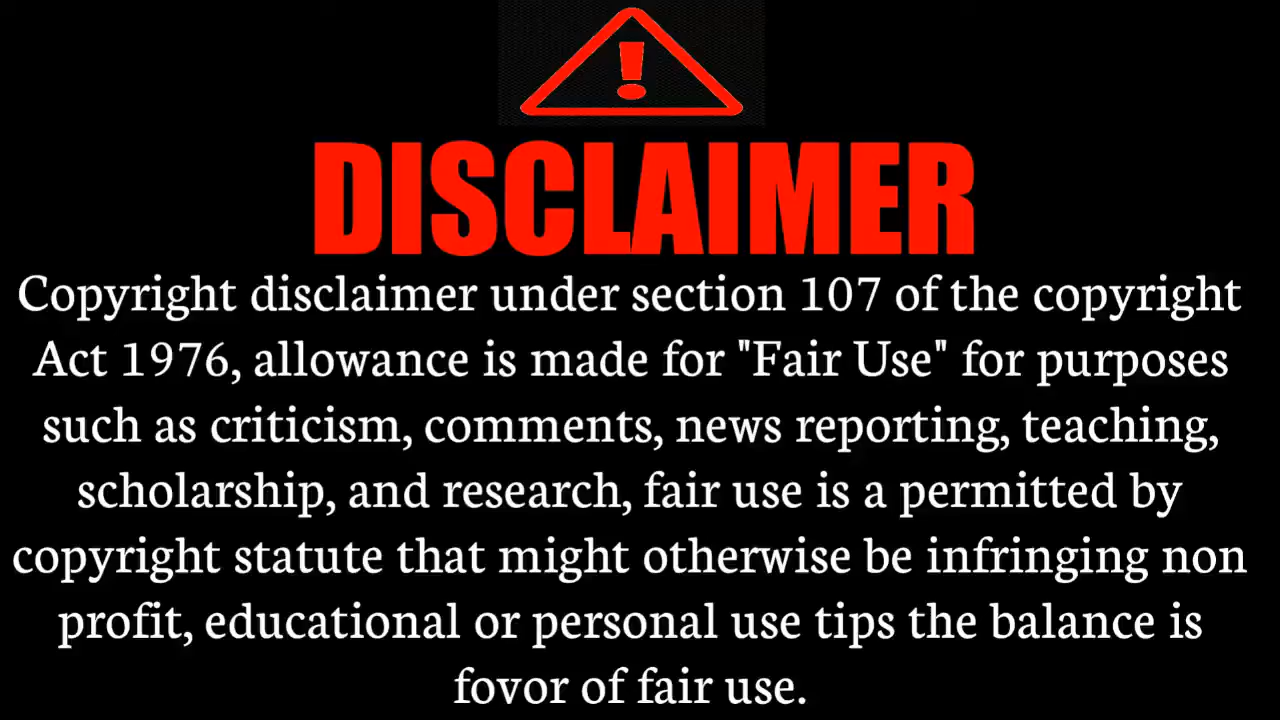 DISCLAIMER
Copyright disclaimer under section 107 of the copyright
Act 1976, allowance is made for "Fair Use" for purposes
such as criticism, comments, news reporting, teaching,
scholarship, and research, fair use is a permitted by
copyright statute that might otherwise be infringing non
profit, educational or personal use tips the balance is
fovor of fair use.